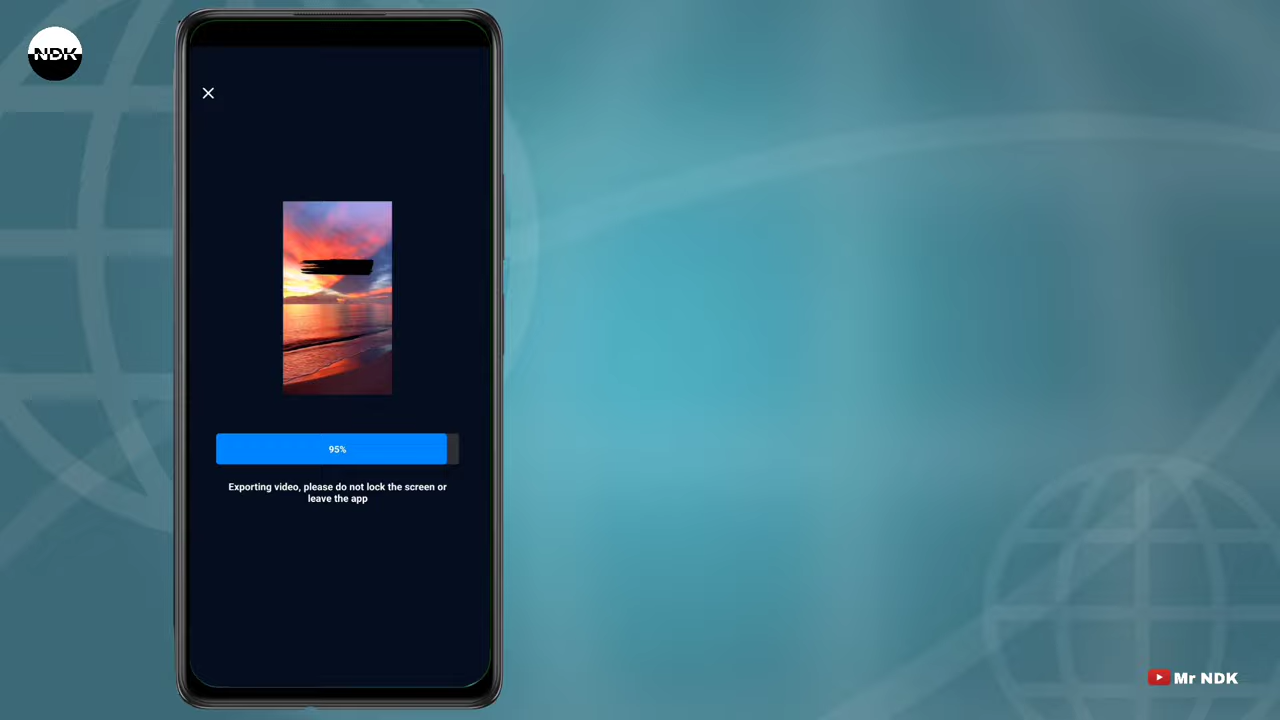 NDK
95%
Exporting video, please do not lock the screen or
leave the app
Mr NDK